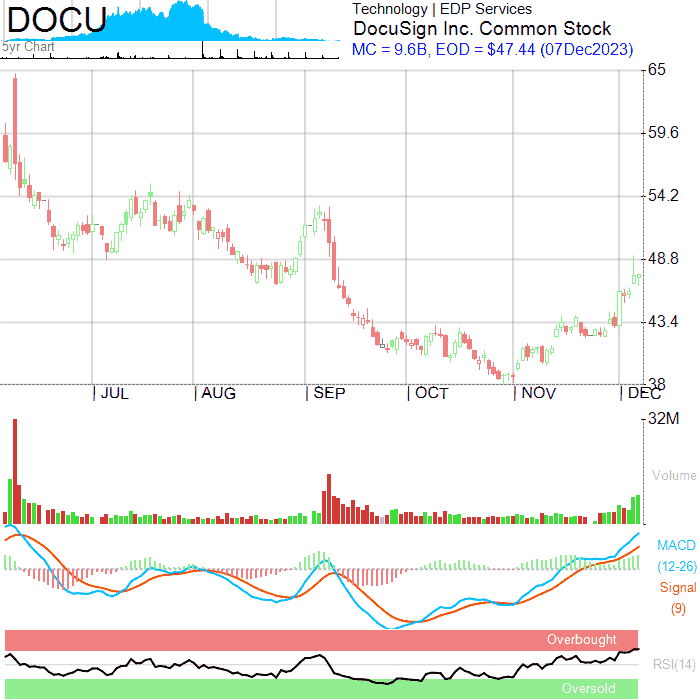 DOCU
5yr Chart
Technology | EDP Services
DocuSign Inc. Common Stock
MC = 9.6B, EOD = $47.44 (07Dec2023)
65
59.6
54.2
48.8
43.4
38
JUL
AUG
SEP
OCT
NOV
DEC
32M
Volume
MACD
(12-26)
Signal
(9)
Overbought
RSI(14)
Oversold